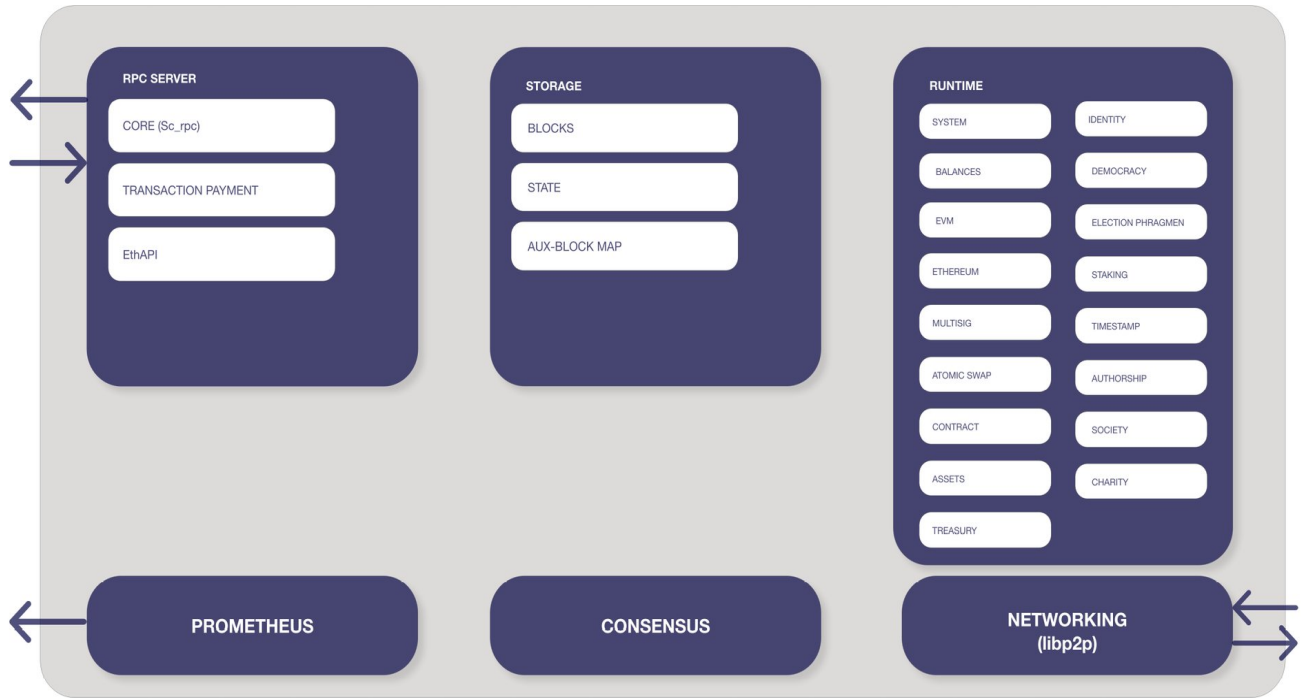 RPC SERVER
CORE (Sc_rpc)
TRANSACTION PAYMENT
EthAPI
STORAGE
BLOCKS
STATE
AUX-BLOCK MAP
RUNTIME
SYSTEM
BALANCES
EVM
ETHEREUM
MULTISIG
ATOMIC SWAP
CONTRACT
ASSETS
TREASURY
IDENTITY
DEMOCRACY
ELECTION PHRAGMEN
STAKING
TIMESTAMP
AUTHORSHIP
SOCIETY
CHARITY
PROMETHEUS
CONSENSUS
NETWORKING
(libp2p)